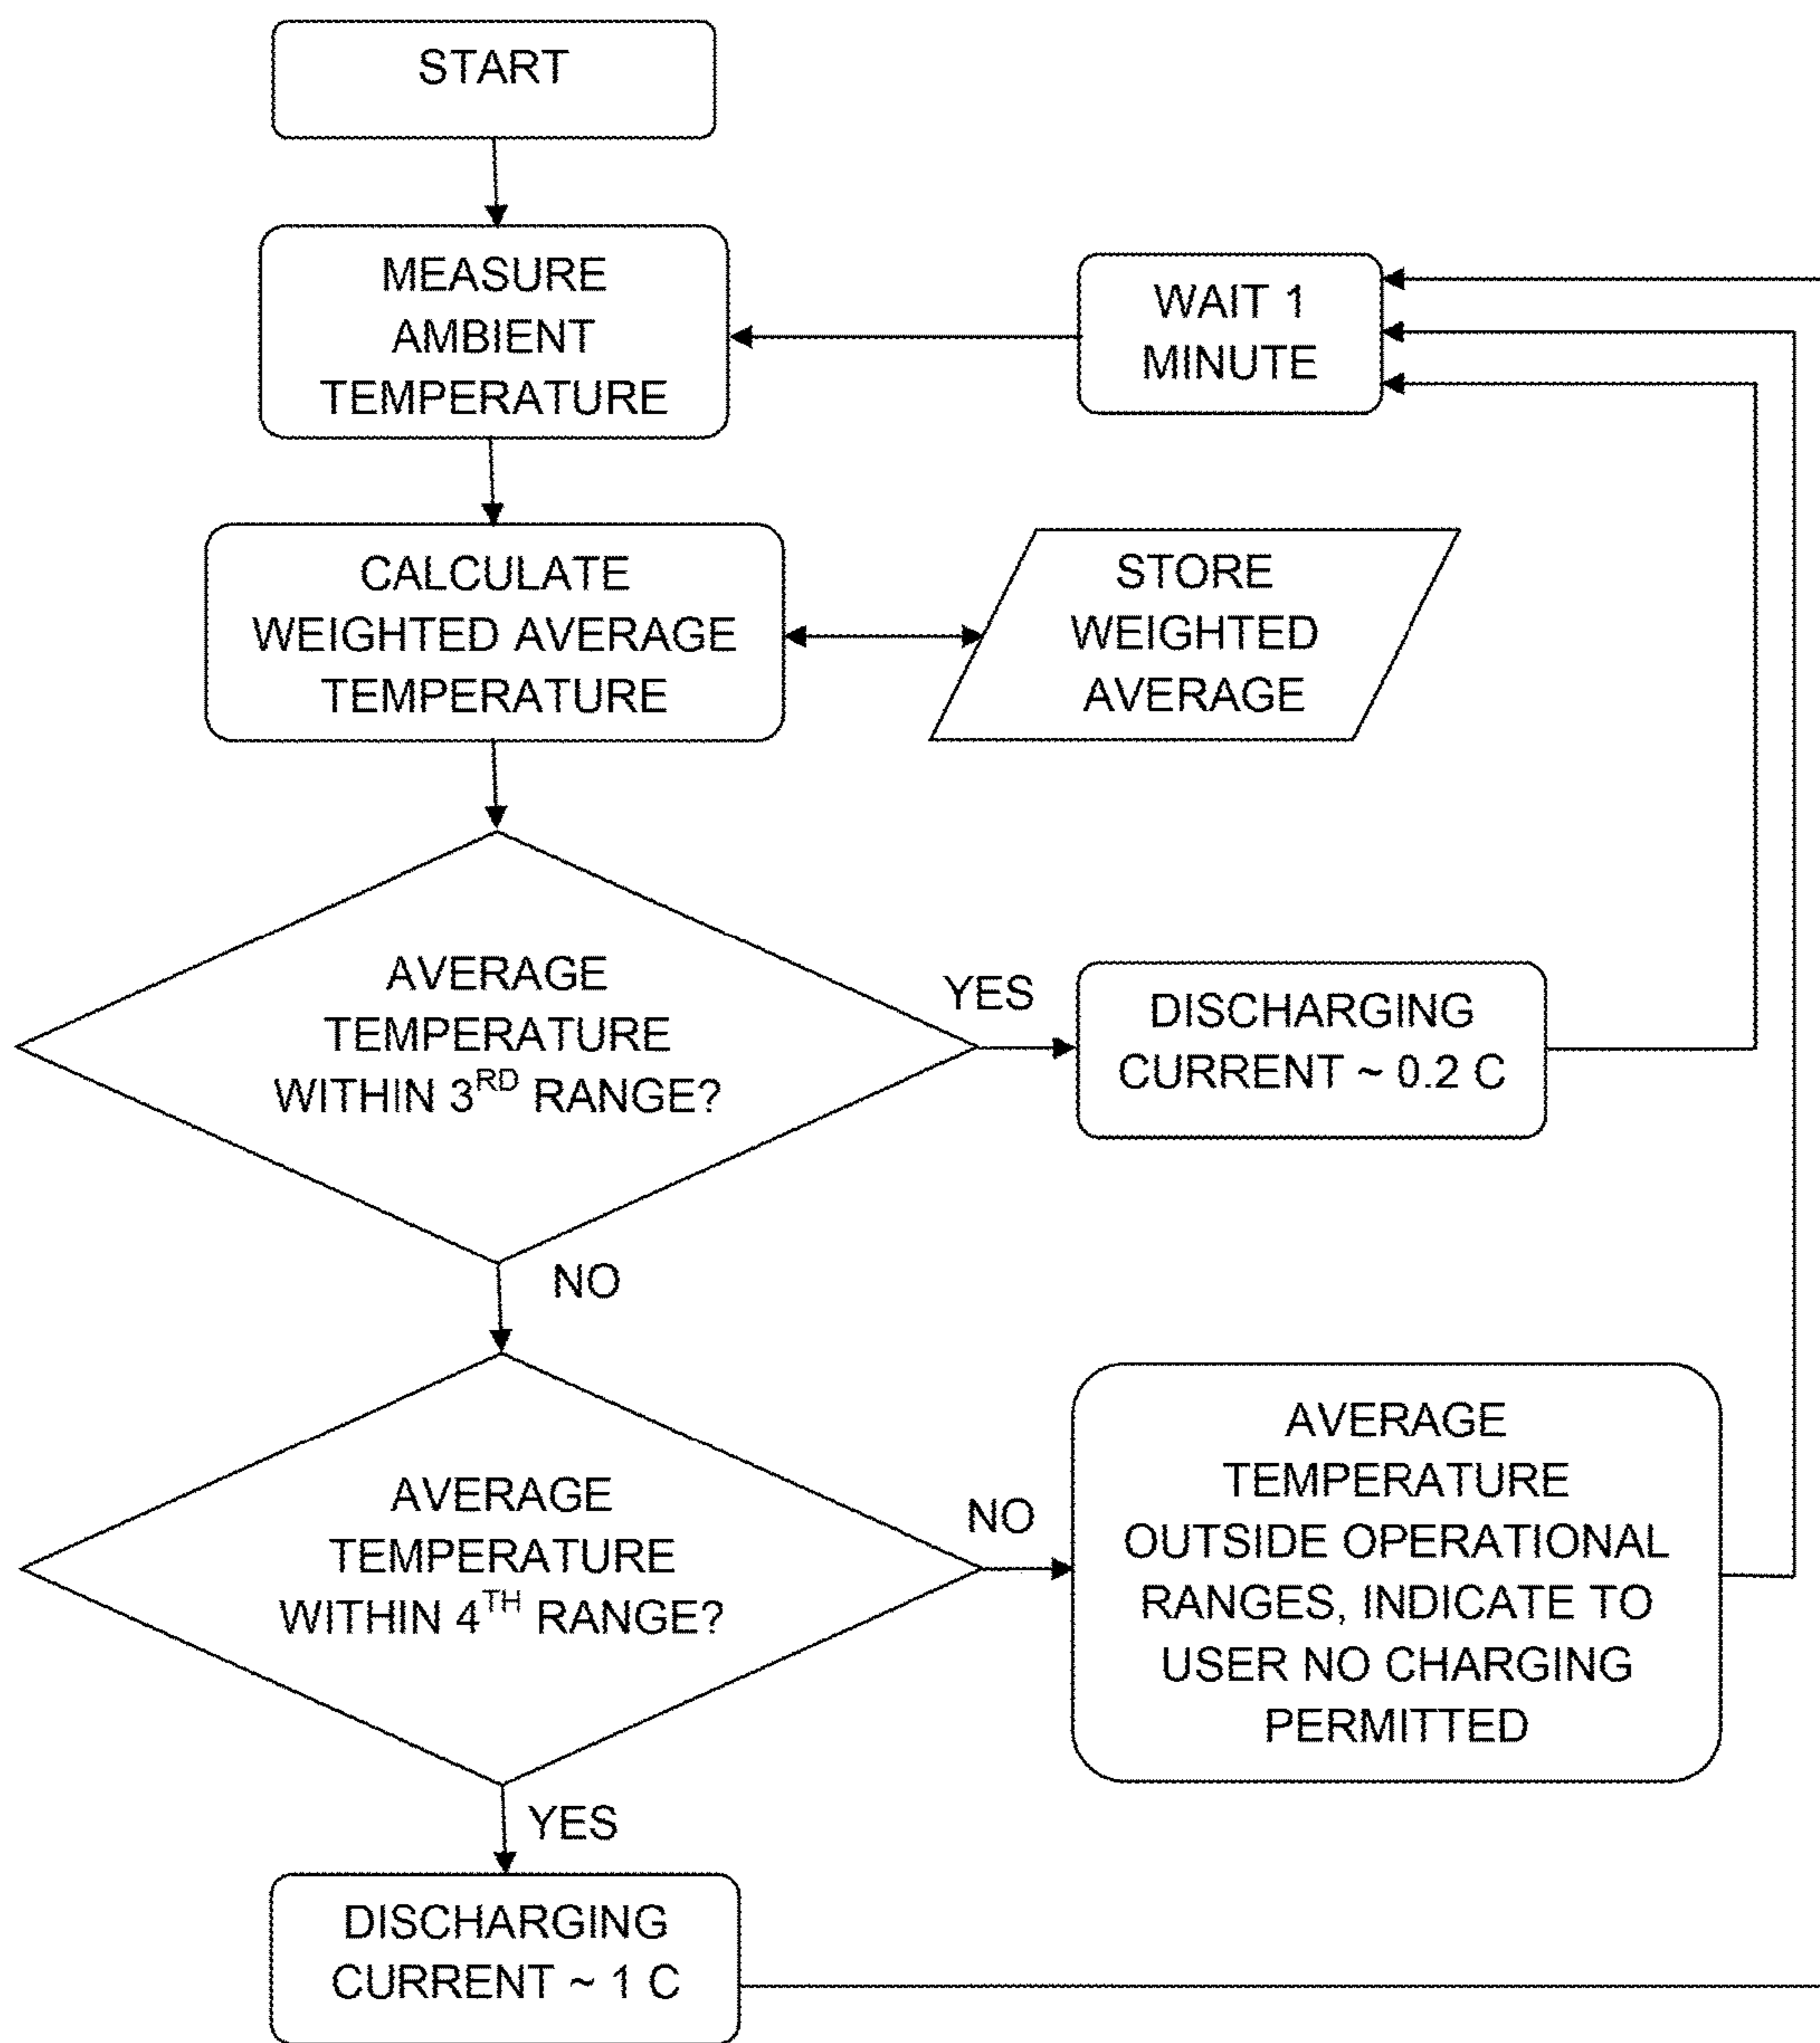 START
MEASURE
AMBIENT
TEMPERATURE
WAIT 1
MINUTE
CALCULATE
WEIGHTED AVERAGE
TEMPERATURE
STORE
WEIGHTED
AVERAGE
AVERAGE
TEMPERATURE
WITHIN 3RD RANGE?
YES
DISCHARGING
CURRENT ~ 0.2 C
NO
AVERAGE
TEMPERATURE
WITHIN 4TH RANGE?
NO
AVERAGE
TEMPERATURE
OUTSIDE OPERATIONAL
RANGES, INDICATE TO
USER NO CHARGING
PERMITTED
YES
DISCHARGING
CURRENT ~ 1 C